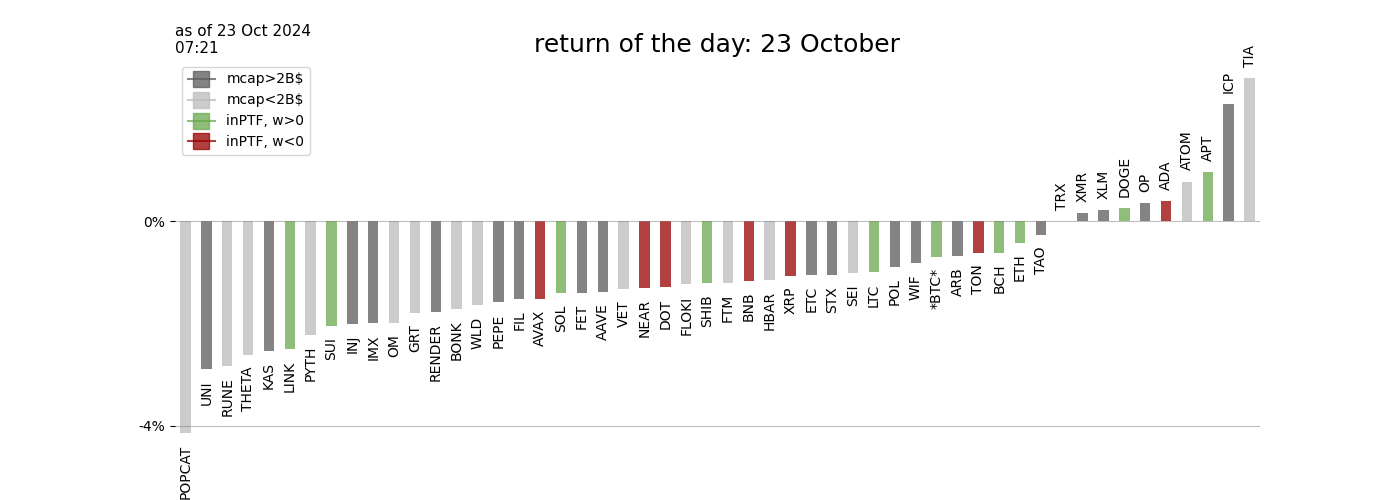 as of 23 Oct 2024
07:21
return of the day: 23 October
mcap>2B$
mcap<2B$
inPTF, w>0
inPTF, w<0
0%
-4%
POPCAT
UNI
RUNE
THETA
KAS
LINK
PYTH
SUI
INJ
IMX
OM
GRT
RENDER
BONK
WLD
PEPE
FIL
AVAX
SOL
FET
AAVE
VET
NEAR
DOT
FLOKI
SHIB
FTM
BNB
HBAR
XRP
ETC
STX
SEI
LTC
POL
WIF
*BTC*
ARB
TON
BCH
ETH
TAO
TRX
XMR
XLM
DOGE
OP
ADA
ATOM
APT
ICP
TIA